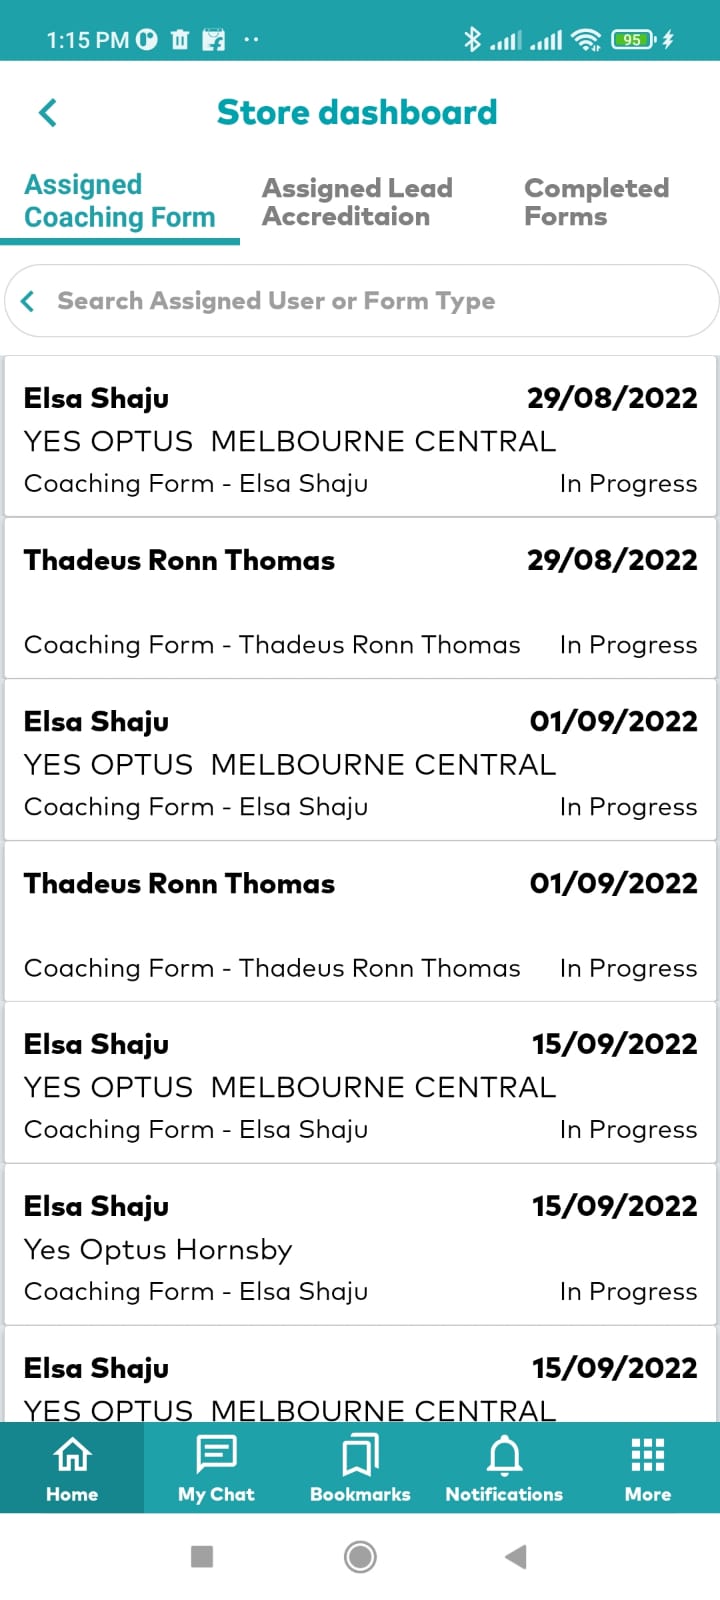 1:15 PM
95
Store dashboard
Assigned Coaching Form
Assigned Lead Accreditaion
Completed Forms
Search Assigned User or Form Type
Elsa Shaju 29/08/2022
YES OPTUS  MELBOURNE CENTRAL
Coaching Form - Elsa Shaju In Progress
Thadeus Ronn Thomas 29/08/2022
Coaching Form - Thadeus Ronn Thomas In Progress
Elsa Shaju 01/09/2022
YES OPTUS  MELBOURNE CENTRAL
Coaching Form - Elsa Shaju In Progress
Thadeus Ronn Thomas 01/09/2022
Coaching Form - Thadeus Ronn Thomas In Progress
Elsa Shaju 15/09/2022
YES OPTUS  MELBOURNE CENTRAL
Coaching Form - Elsa Shaju In Progress
Elsa Shaju 15/09/2022
Yes Optus Hornsby
Coaching Form - Elsa Shaju In Progress
Elsa Shaju 15/09/2022
YES OPTUS  MELBOURNE CENTRAL
Home My Chat Bookmarks Notifications More